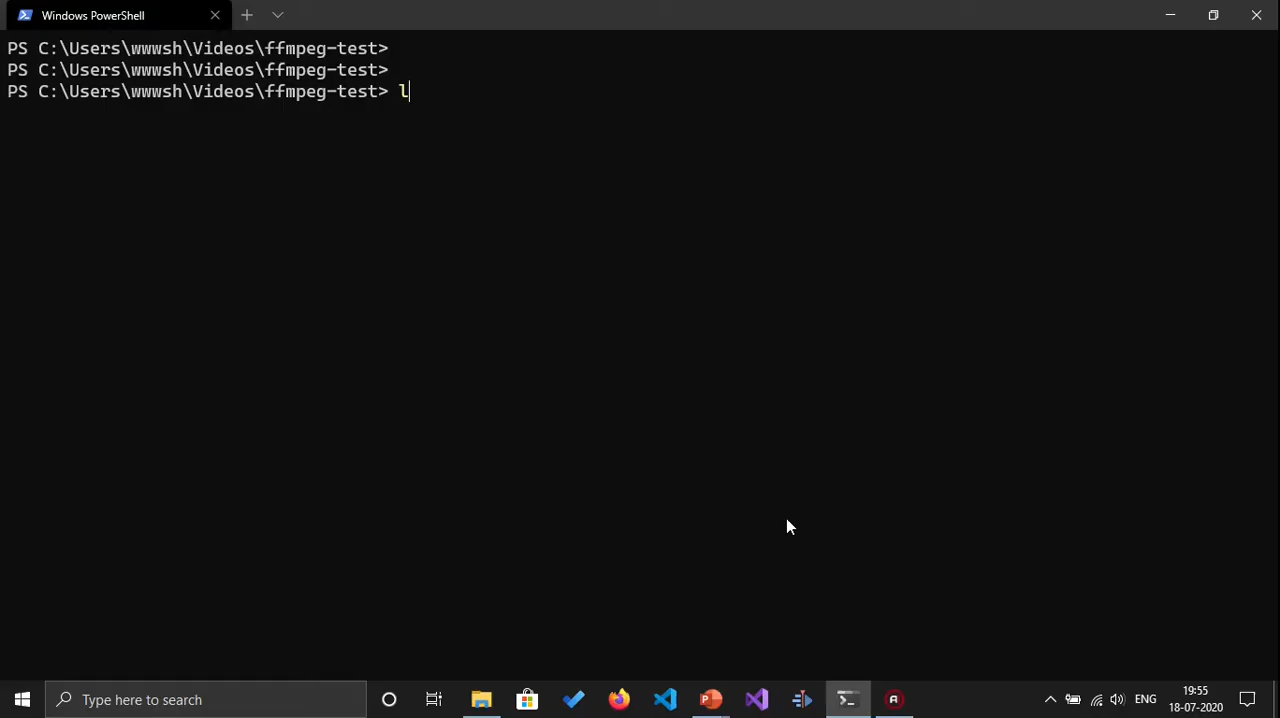 Windows PowerShell
PS C:\Users\wwwsh\Videos\ffmpeg-test>
PS C:\Users\wwwsh\Videos\ffmpeg-test>
PS C:\Users\wwwsh\Videos\ffmpeg-test> l
Type here to search
ENG
19:55
18-07-2020